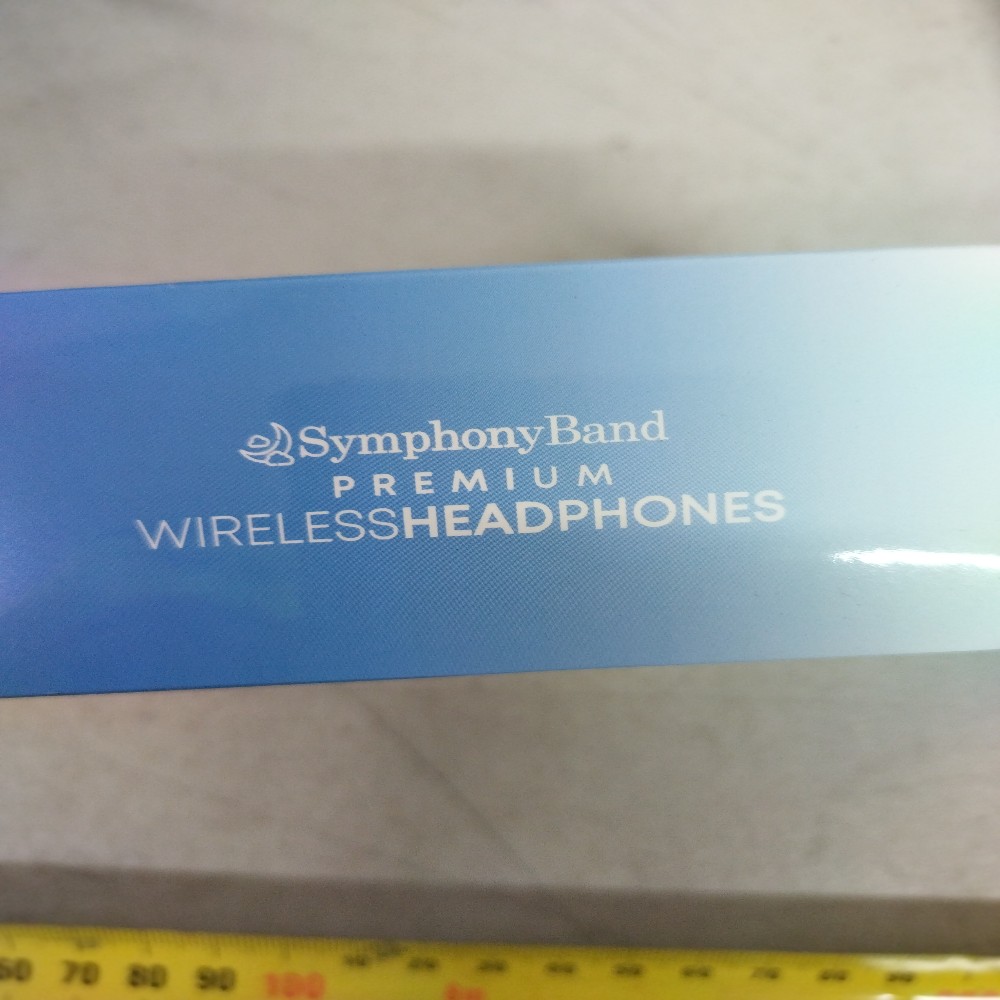 SymphonyBand
PREMIUM
WIRELESSHEADPHONES
60 70 80 90 100